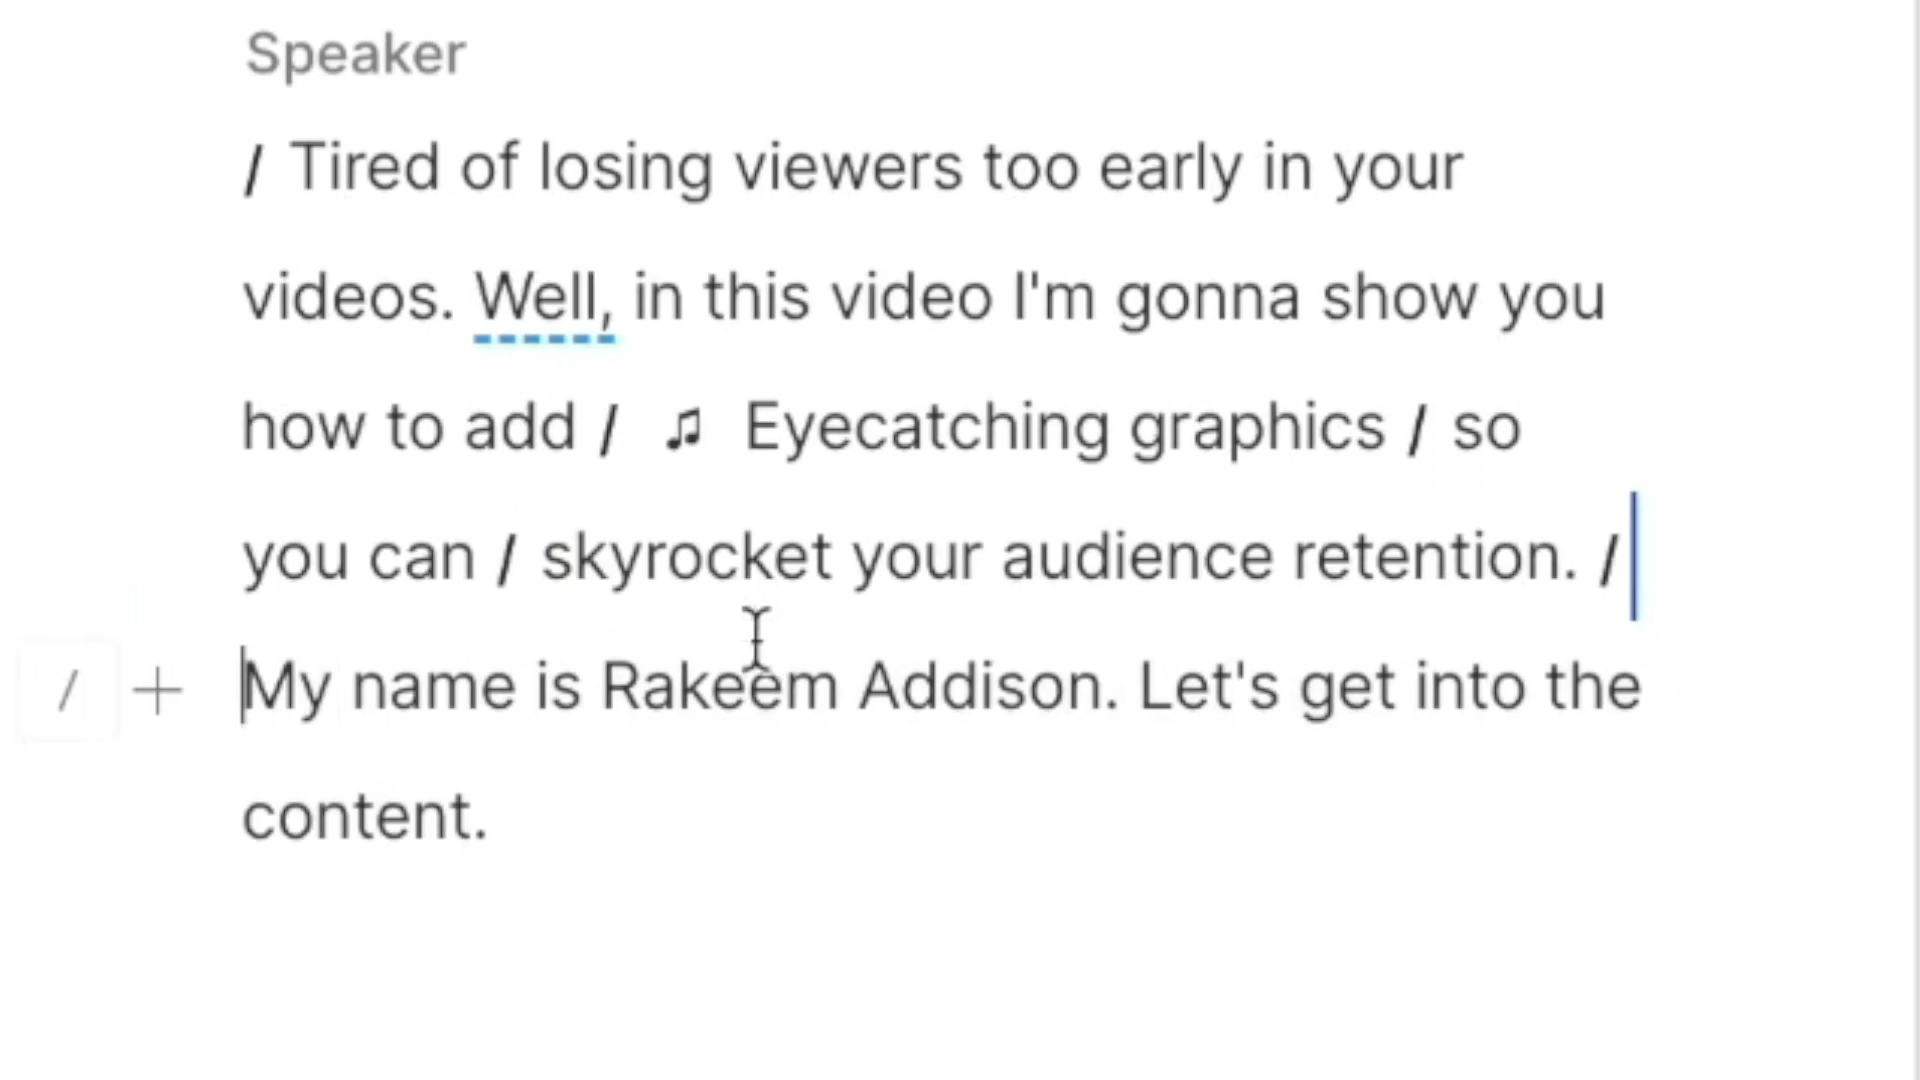 Speaker
/ Tired of losing viewers too early in your
videos. Well, in this video I'm gonna show you
how to add / ♫ Eyecatching graphics / so
you can / skyrocket your audience retention. /
/ + My name is Rakeem Addison. Let's get into the
content.